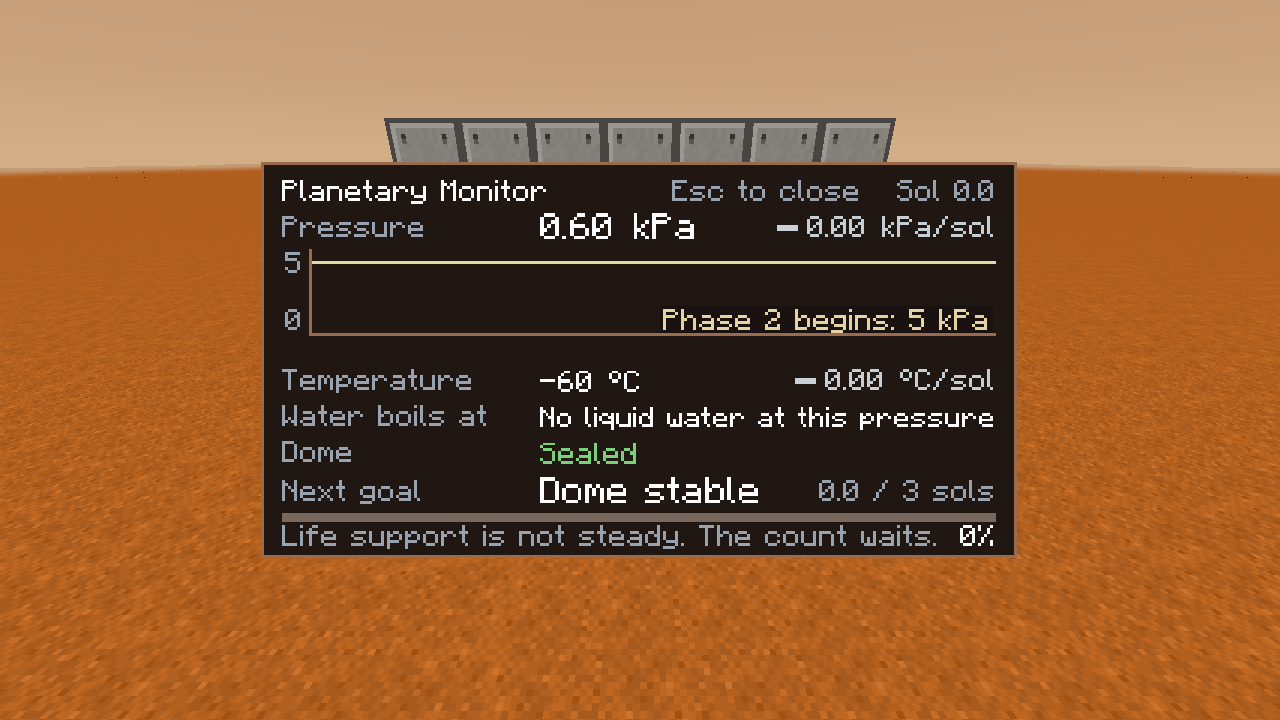 Planetary Monitor Esc to close Sol 0.0
Pressure 0.60 kPa 0.00 kPa/sol
5
0 Phase 2 begins: 5 kPa
Temperature -60 °C 0.00 °C/sol
Water boils at No liquid water at this pressure
Dome Sealed
Next goal Dome stable 0.0 / 3 sols
Life support is not steady. The count waits. 0%